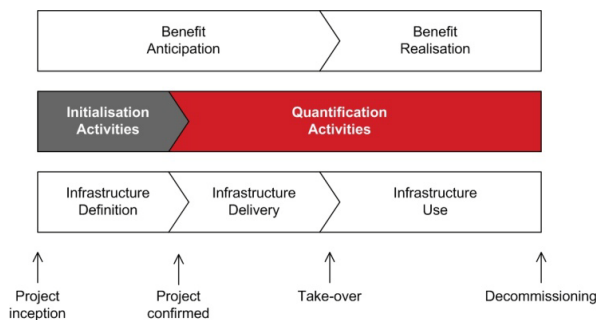 Benefit
Anticipation
Benefit
Realisation
Initialisation
Activities
Quantification
Activities
Infrastructure
Definition
Infrastructure
Delivery
Infrastructure
Use
Project
inception
Project
confirmed
Take-over
Decommissioning